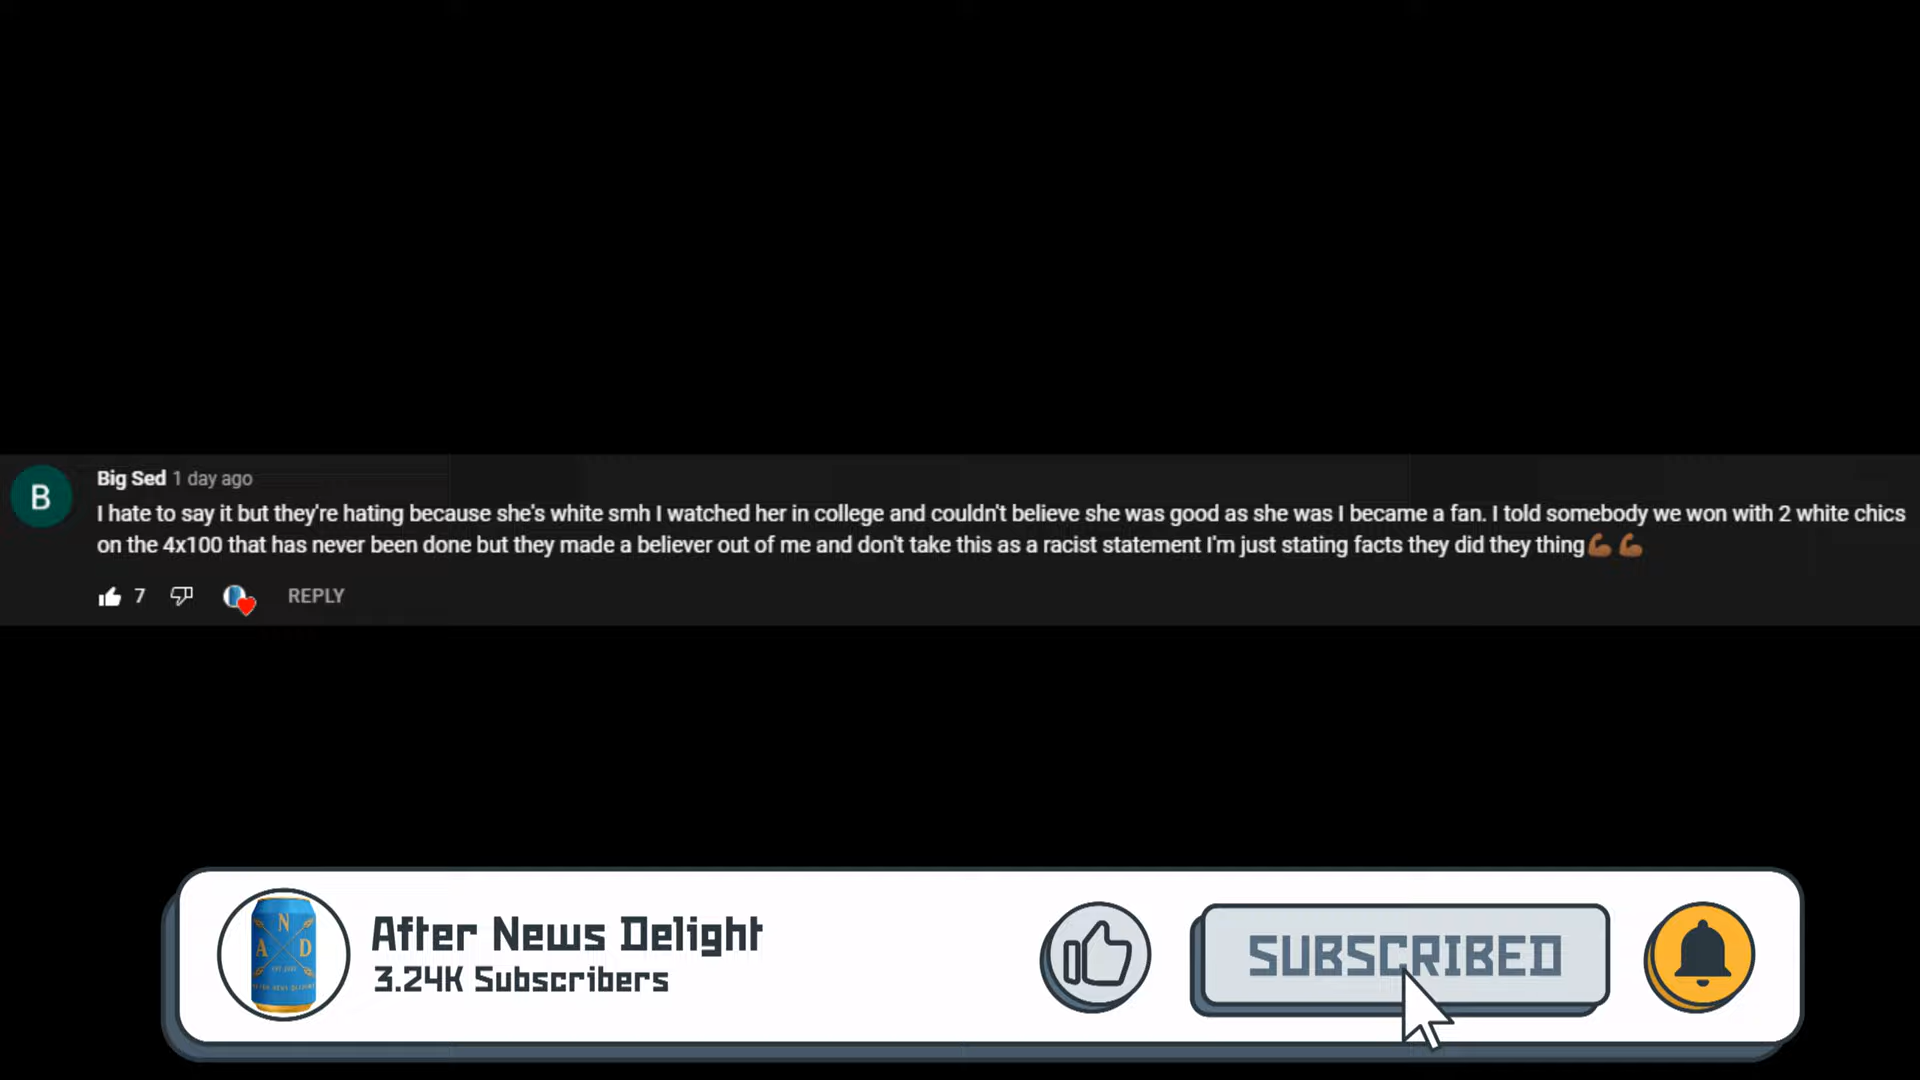 B
Big Sed 1 day ago
I hate to say it but they're hating because she's white smh I watched her in college and couldn't believe she was good as she was I became a fan. I told somebody we won with 2 white chics
on the 4x100 that has never been done but they made a believer out of me and don't take this as a racist statement I'm just stating facts they did they thing💪🏾💪🏾
7 REPLY
N
A D
After News Delight
3.24K Subscribers
SUBSCRIBED